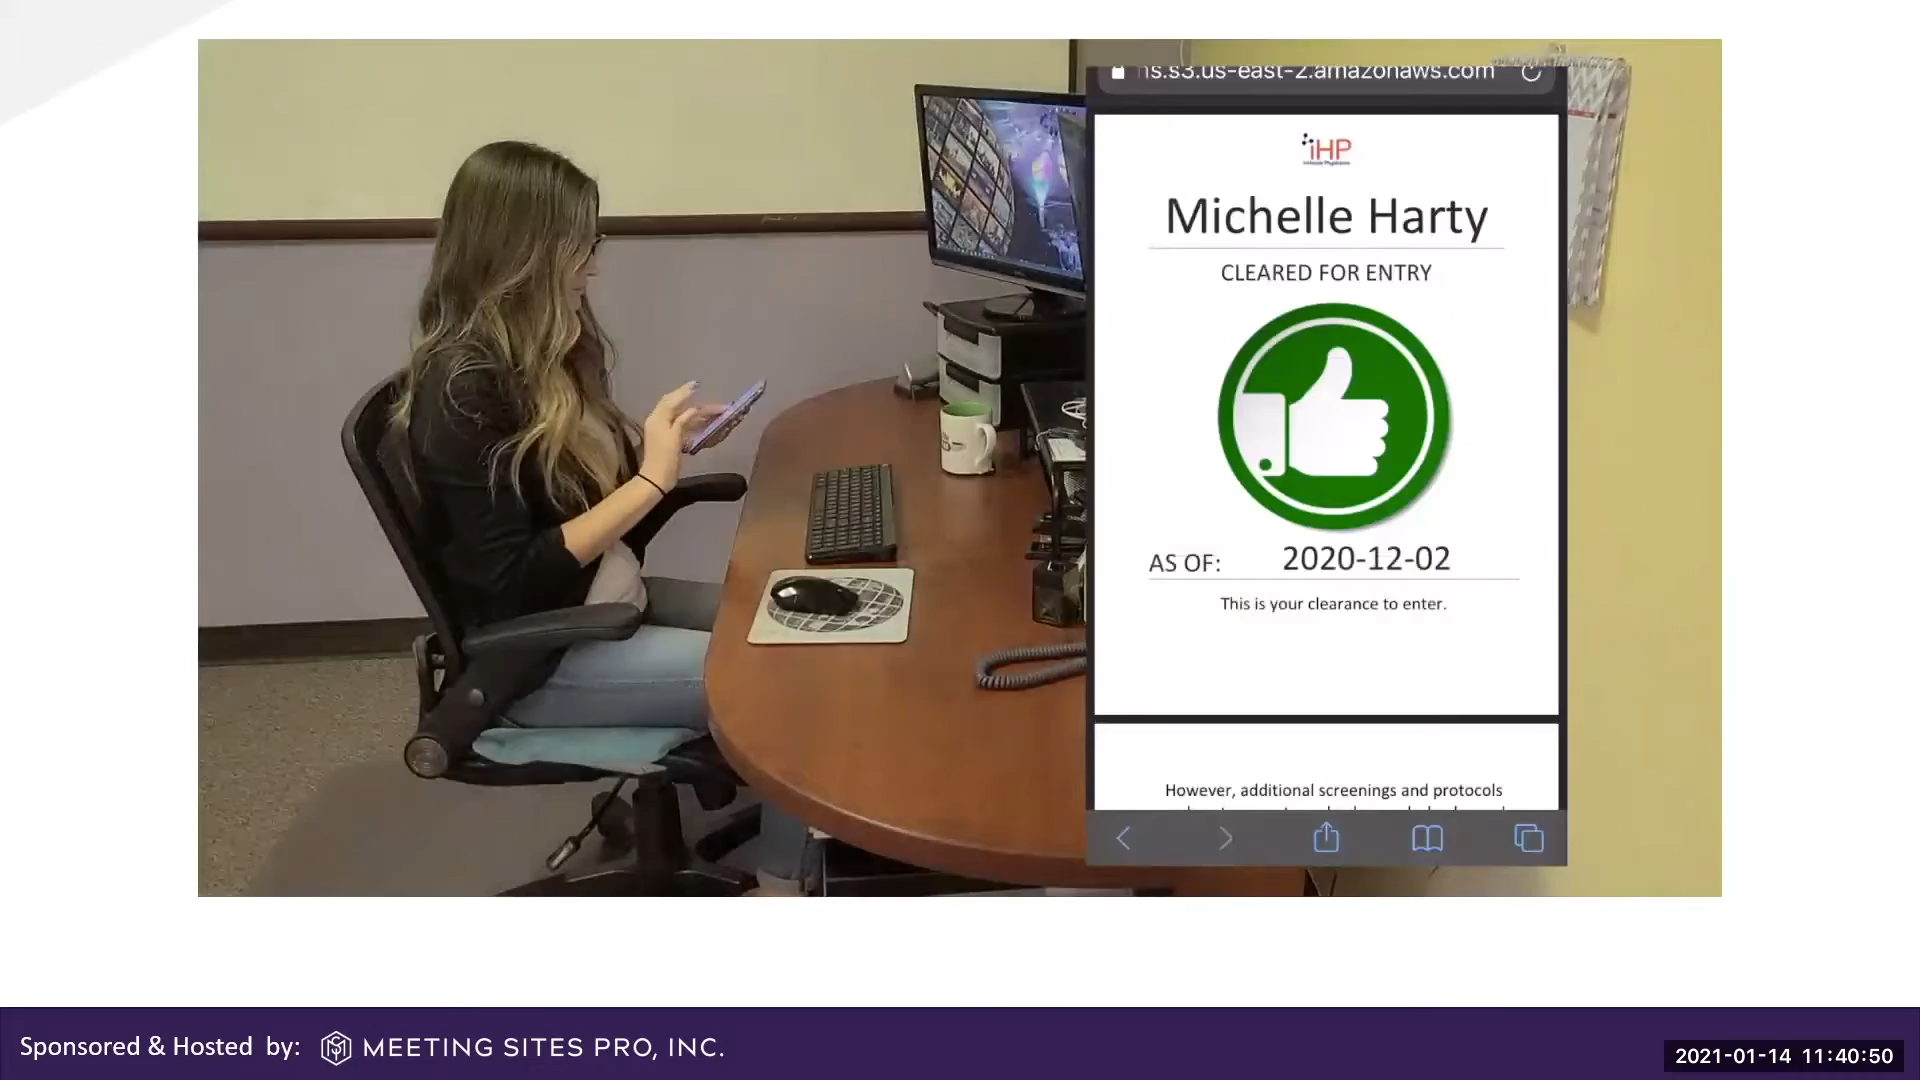 ns.s3.us-east-2.amazonaws.com
iHP
Michelle Harty
CLEARED FOR ENTRY
AS OF: 2020-12-02
This is your clearance to enter.
However, additional screenings and protocols
Sponsored & Hosted by: MEETING SITES PRO, INC.
2021-01-14 11:40:50